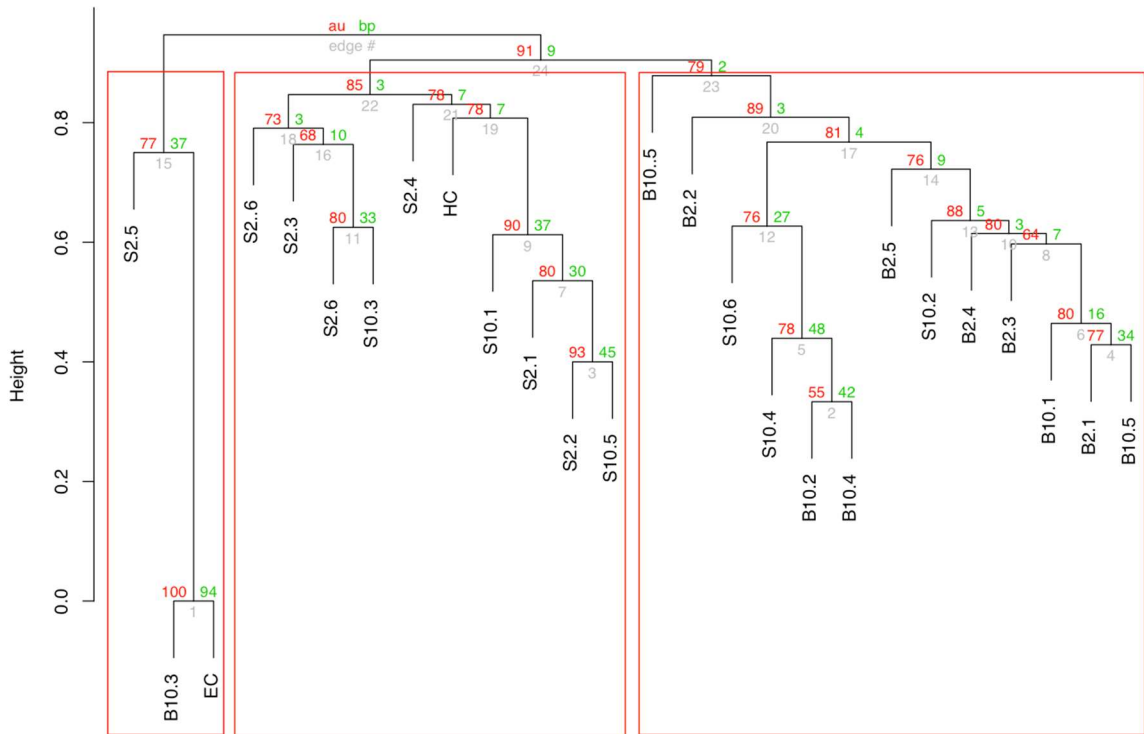 au bp
edge #
91 9
24
79 2
23
85 3
22
78 7
21
78 7
19
89 3
20
0.8
73 3
18
68 10
16
81 4
17
77 37
15
76 9
14
B10..5
B2.2
S2..6
S2.3
S2.4
HC
S2.5
80 33
11
90 37
9
76 27
12
88 5
13
80 3
10
64 7
8
0.6
B2.5
S10.2
B2.4
B2.3
S2.6
S10.3
S10.1
80 30
7
S10.6
S2.1
78 48
5
80 16
6
77 34
4
Height
0.4
93 45
3
55 42
2
S10.4
B10.1
B2.1
B10.5
S2.2
S10.5
B10.2
B10.4
0.2
0.0
100 94
1
B10.3
EC